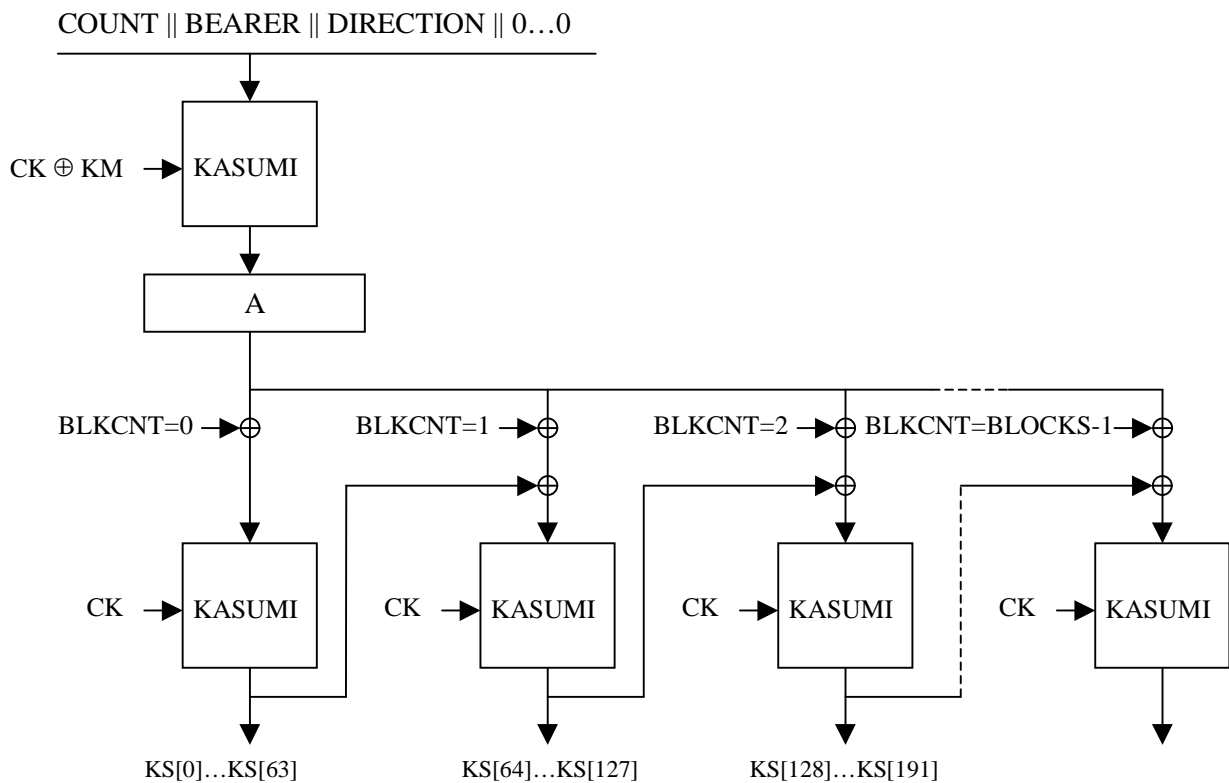 COUNT || BEARER || DIRECTION || 0…0
CK ⊕ KM
KASUMI
A
BLKCNT=0
BLKCNT=1
BLKCNT=2
BLKCNT=BLOCKS-1
CK
KASUMI
CK
KASUMI
CK
KASUMI
CK
KASUMI
KS[0]…KS[63]
KS[64]…KS[127]
KS[128]…KS[191]